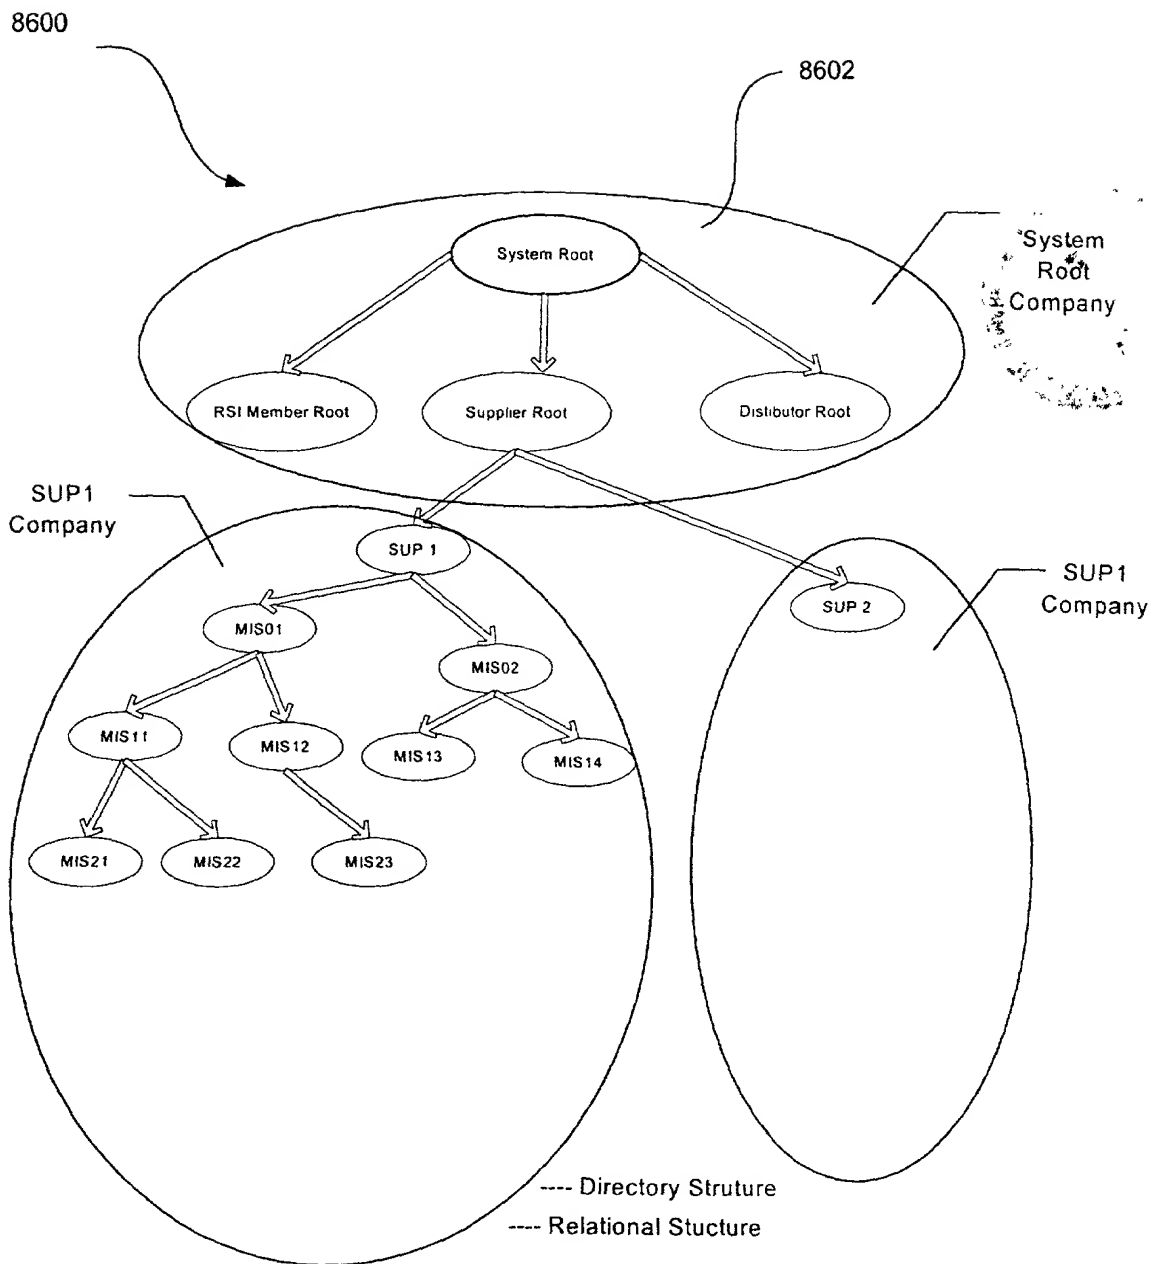 8600
8602
System Root
System
Root
Company
RSI Member Root
Supplier Root
Distibutor Root
SUP1
Company
SUP 1
SUP1
Company
SUP 2
MIS01
MIS02
MIS11
MIS12
MIS13
MIS14
MIS21
MIS22
MIS23
---- Directory Struture
---- Relational Stucture